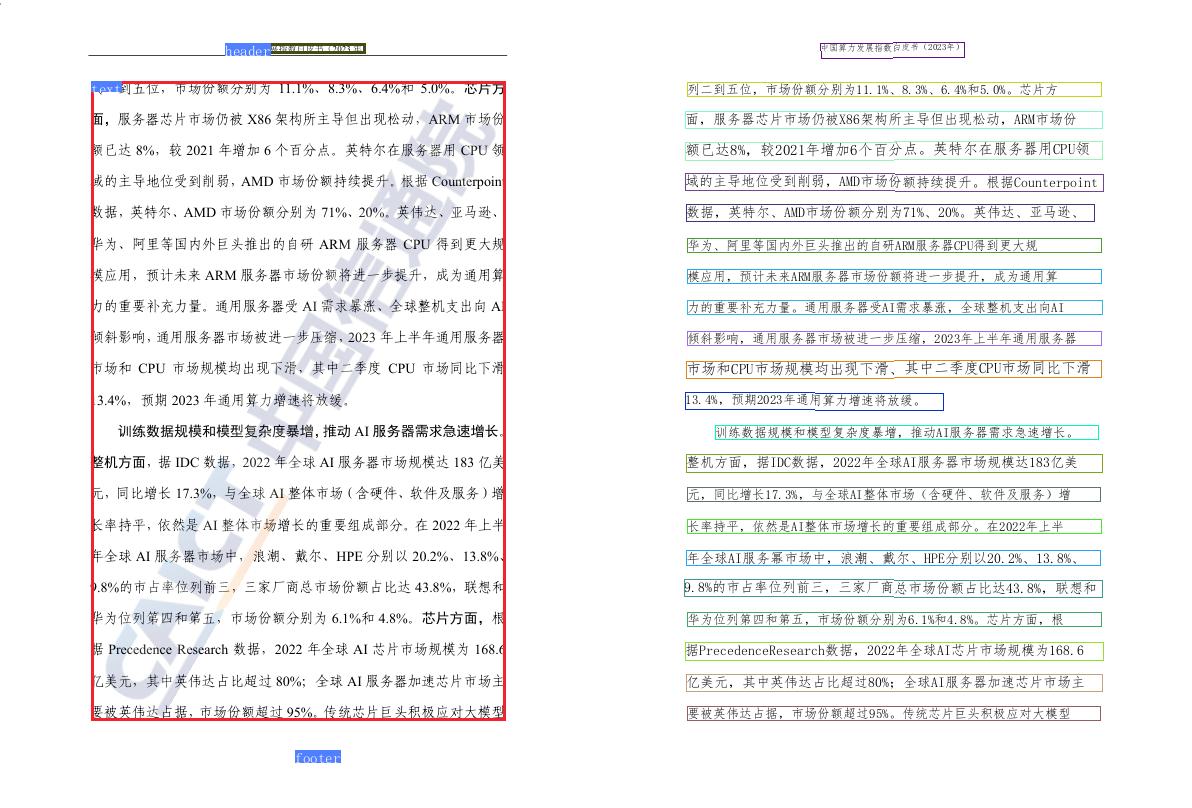 header
text
到五位，市场份额分别为 11.1%、8.3%、6.4%和 5.0%。芯片方
面，服务器芯片市场仍被 X86 架构所主导但出现松动，ARM 市场份
额已达 8%，较 2021 年增加 6 个百分点。英特尔在服务器用 CPU 领
域的主导地位受到削弱，AMD 市场份额持续提升。根据 Counterpoint
数据，英特尔、AMD 市场份额分别为 71%、20%。英伟达、亚马逊、
华为、阿里等国内外巨头推出的自研 ARM 服务器 CPU 得到更大规
模应用，预计未来 ARM 服务器市场份额将进一步提升，成为通用算
力的重要补充力量。通用服务器受 AI 需求暴涨、全球整机支出向 AI
倾斜影响，通用服务器市场被进一步压缩，2023 年上半年通用服务器
市场和 CPU 市场规模均出现下滑，其中二季度 CPU 市场同比下滑
13.4%，预期 2023 年通用算力增速将放缓。
训练数据规模和模型复杂度暴增，推动 AI 服务器需求急速增长。
整机方面，据 IDC 数据，2022 年全球 AI 服务器市场规模达 183 亿美
元，同比增长 17.3%，与全球 AI 整体市场（含硬件、软件及服务）增
长率持平，依然是 AI 整体市场增长的重要组成部分。在 2022 年上半
年全球 AI 服务器市场中，浪潮、戴尔、HPE 分别以 20.2%、13.8%、
9.8%的市占率位列前三，三家厂商总市场份额占比达 43.8%，联想和
华为位列第四和第五，市场份额分别为 6.1%和 4.8%。芯片方面，根
据 Precedence Research 数据，2022 年全球 AI 芯片市场规模为 168.6
亿美元，其中英伟达占比超过 80%；全球 AI 服务器加速芯片市场主
要被英伟达占据，市场份额超过 95%。传统芯片巨头积极应对大模型
footer
CAICT 中国信通院
中国算力发展指数白皮书（2023年）
列二到五位，市场份额分别为11.1%、8.3%、6.4%和5.0%。芯片方
面，服务器芯片市场仍被X86架构所主导但出现松动，ARM市场份
额已达8%，较2021年增加6个百分点。英特尔在服务器用CPU领
域的主导地位受到削弱，AMD市场份额持续提升。根据Counterpoint
数据，英特尔、AMD市场份额分别为71%、20%。英伟达、亚马逊、
华为、阿里等国内外巨头推出的自研ARM服务器CPU得到更大规
模应用，预计未来ARM服务器市场份额将进一步提升，成为通用算
力的重要补充力量。通用服务器受AI需求暴涨，全球整机支出向AI
倾斜影响，通用服务器市场被进一步压缩，2023年上半年通用服务器
市场和CPU市场规模均出现下滑、其中二季度CPU市场同比下滑
13.4%，预期2023年通用算力增速将放缓。
训练数据规模和模型复杂度暴增，推动AI服务器需求急速增长。
整机方面，据IDC数据，2022年全球AI服务器市场规模达183亿美
元，同比增长17.3%，与全球AI整体市场（含硬件、软件及服务）增
长率持平，依然是AI整体市场增长的重要组成部分。在2022年上半
年全球AI服务幂市场中，浪潮、戴尔、HPE分别以20.2%、13.8%、
9.8%的市占率位列前三，三家厂商总市场份额占比达43.8%，联想和
华为位列第四和第五，市场份额分别为6.1%和4.8%。芯片方面，根
据PrecedenceResearch数据，2022年全球AI芯片市场规模为168.6
亿美元，其中英伟达占比超过80%；全球AI服务器加速芯片市场主
要被英伟达占据，市场份额超过95%。传统芯片巨头积极应对大模型